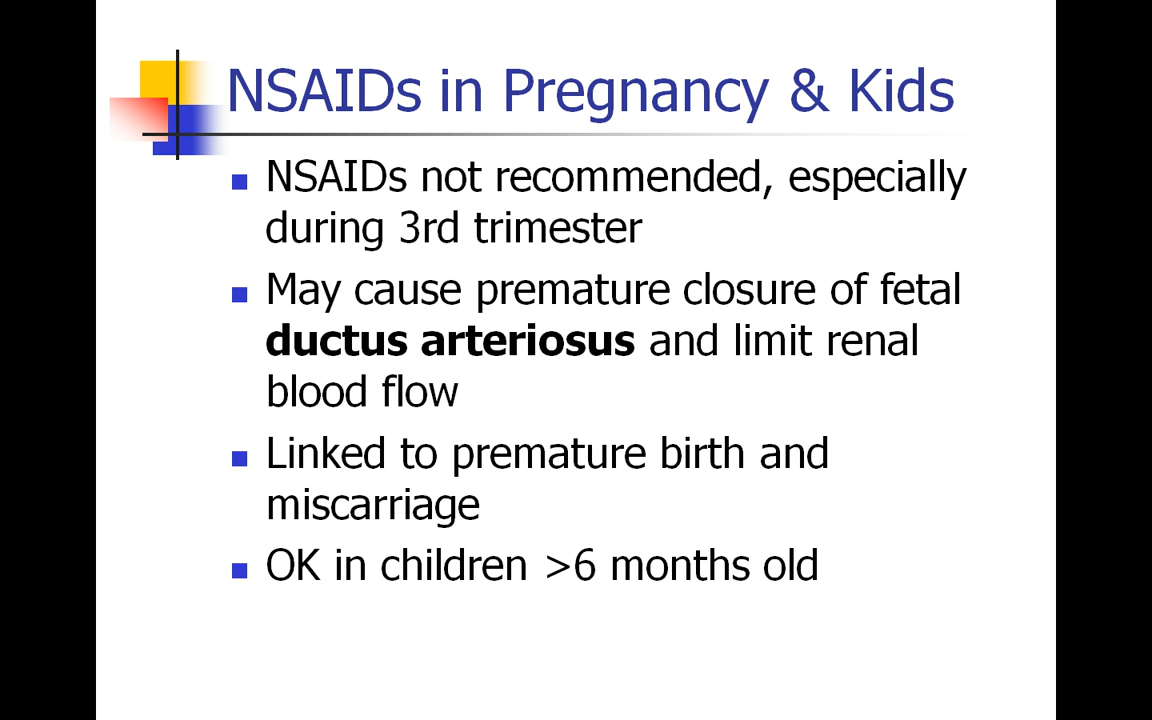 NSAIDs in Pregnancy & Kids
NSAIDs not recommended, especially
during 3rd trimester
May cause premature closure of fetal
ductus arteriosus and limit renal
blood flow
Linked to premature birth and
miscarriage
OK in children >6 months old